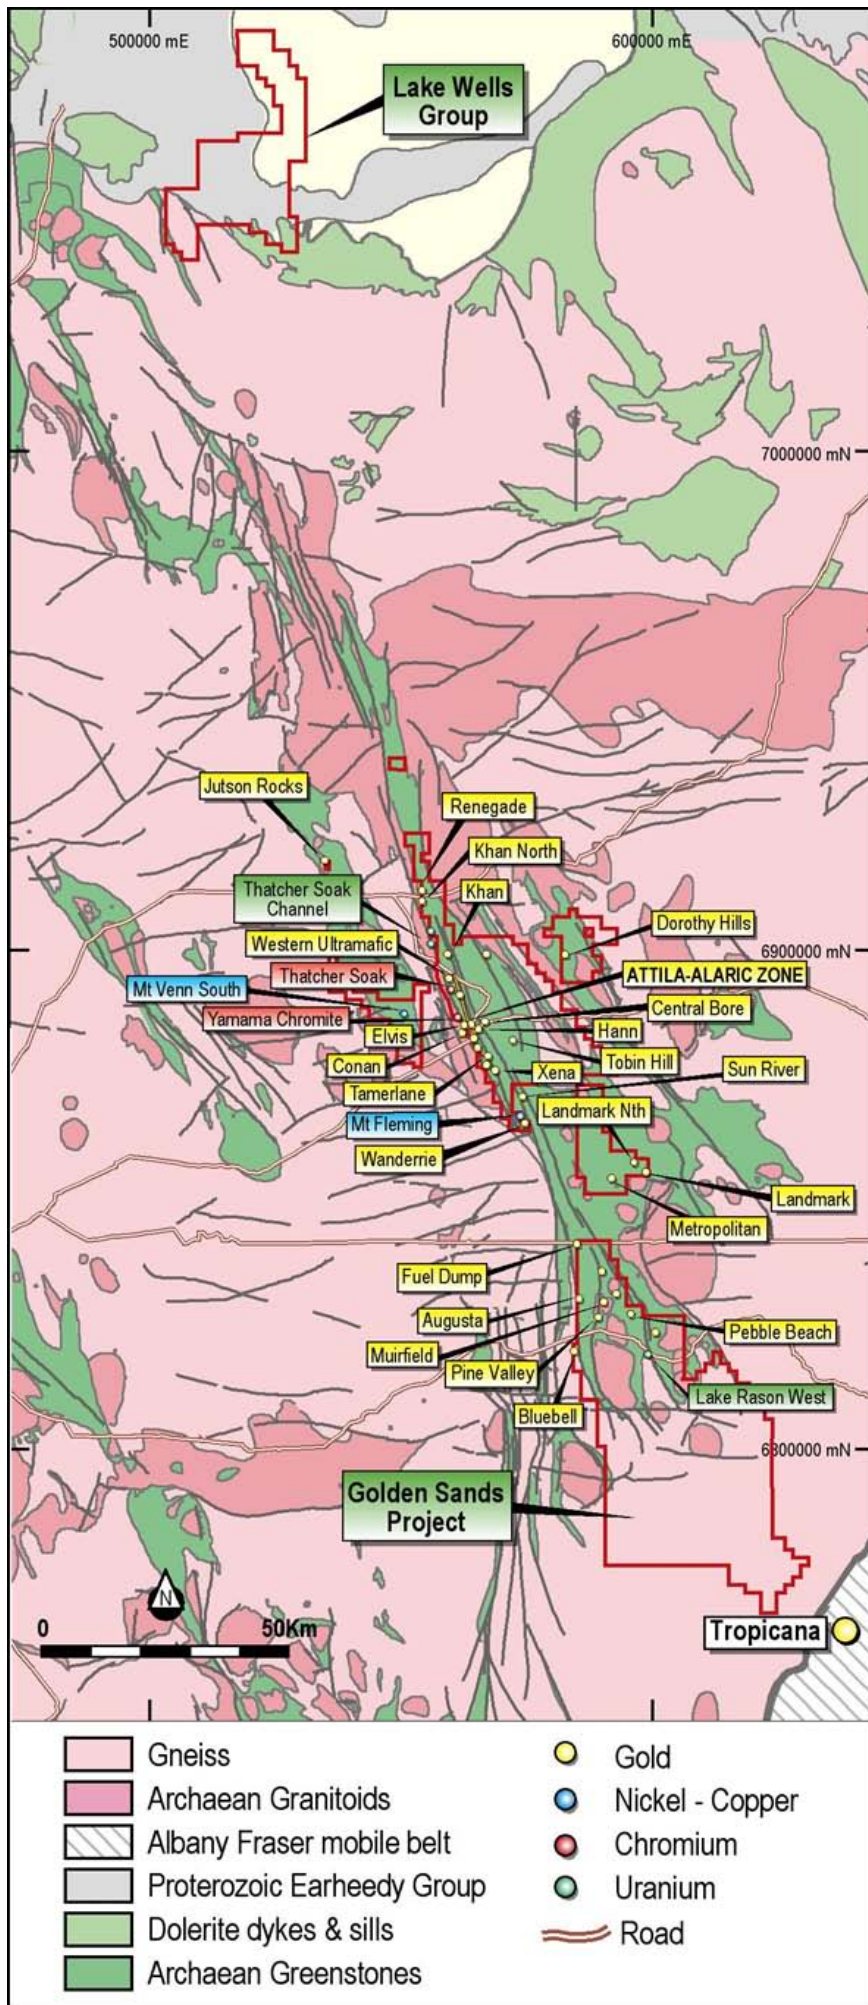 500000 mE
600000 mE
Lake Wells
Group
7000000 mN
Jutson Rocks
Renegade
Khan North
Thatcher Soak
Channel
Khan
Western Ultramafic
Dorothy Hills
6900000 mN
Thatcher Soak
ATTILA-ALARIC ZONE
Mt Venn South
Central Bore
Yamama Chromite
Elvis
Hann
Conan
Xena
Tobin Hill
Sun River
Tamerlane
Landmark Nth
Mt Fleming
Wanderrie
Landmark
Metropolitan
Fuel Dump
Augusta
Pebble Beach
Muirfield
Pine Valley
Lake Rason West
Bluebell
6800000 mN
Golden Sands
Project
N
0
50Km
Tropicana
Gneiss
Archaean Granitoids
Albany Fraser mobile belt
Proterozoic Earheedy Group
Dolerite dykes & sills
Archaean Greenstones
Gold
Nickel - Copper
Chromium
Uranium
Road